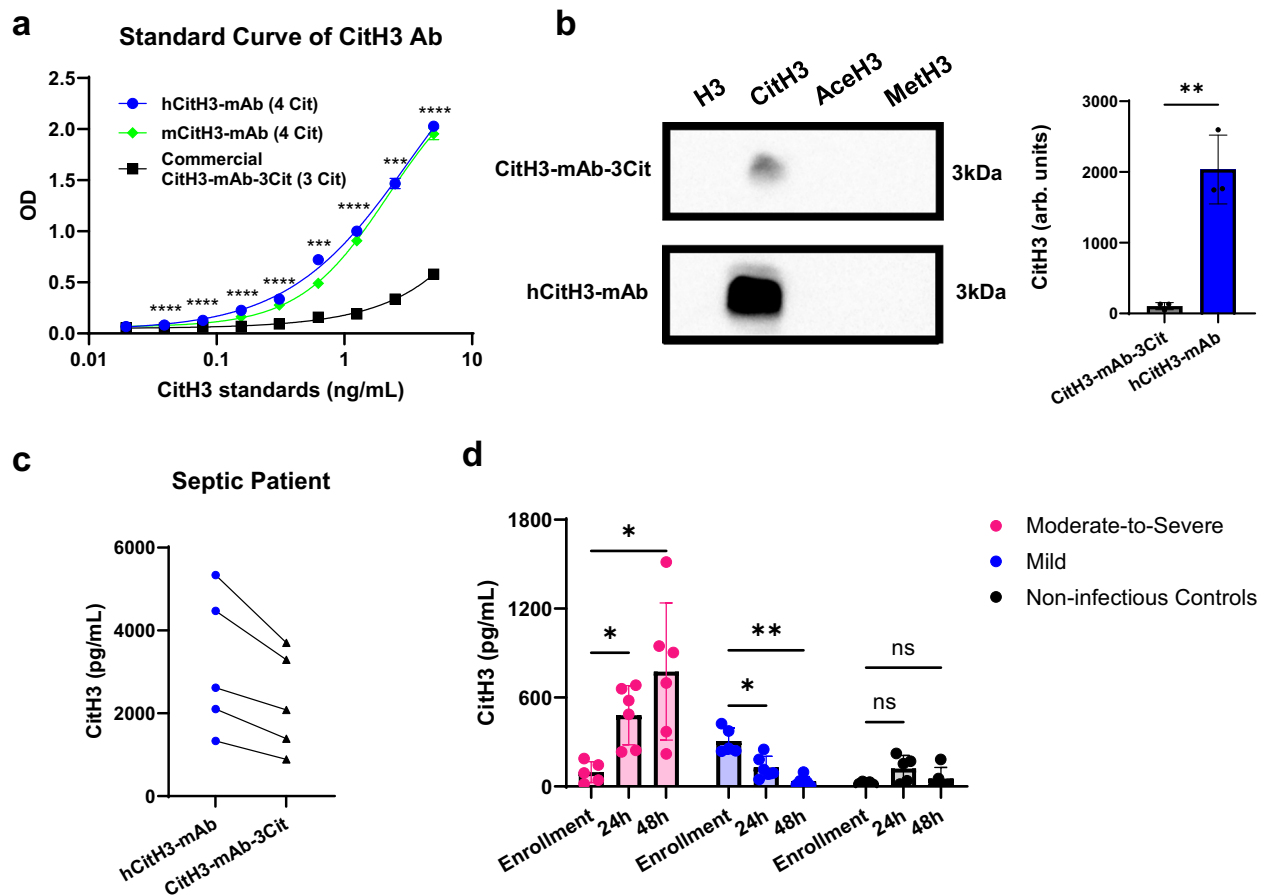 a
Standard Curve of CitH3 Ab
2.5
2.0
1.5
1.0
0.5
0.0
OD
hCitH3-mAb (4 Cit)
mCitH3-mAb (4 Cit)
Commercial
CitH3-mAb-3Cit (3 Cit)
**** **** **** **** *** **** *** ****
0.01 0.1 1 10
CitH3 standards (ng/mL)
b
H3 CitH3 AceH3 MetH3
CitH3-mAb-3Cit 3kDa
hCitH3-mAb 3kDa
**
3000
2000
1000
0
CitH3 (arb. units)
CitH3-mAb-3Cit
hCitH3-mAb
c
Septic Patient
6000
4000
2000
0
CitH3 (pg/mL)
hCitH3-mAb
CitH3-mAb-3Cit
d
1800
1200
600
0
CitH3 (pg/mL)
*
*
**
*
ns
ns
Enrollment 24h 48h Enrollment 24h 48h Enrollment 24h 48h
Moderate-to-Severe
Mild
Non-infectious Controls